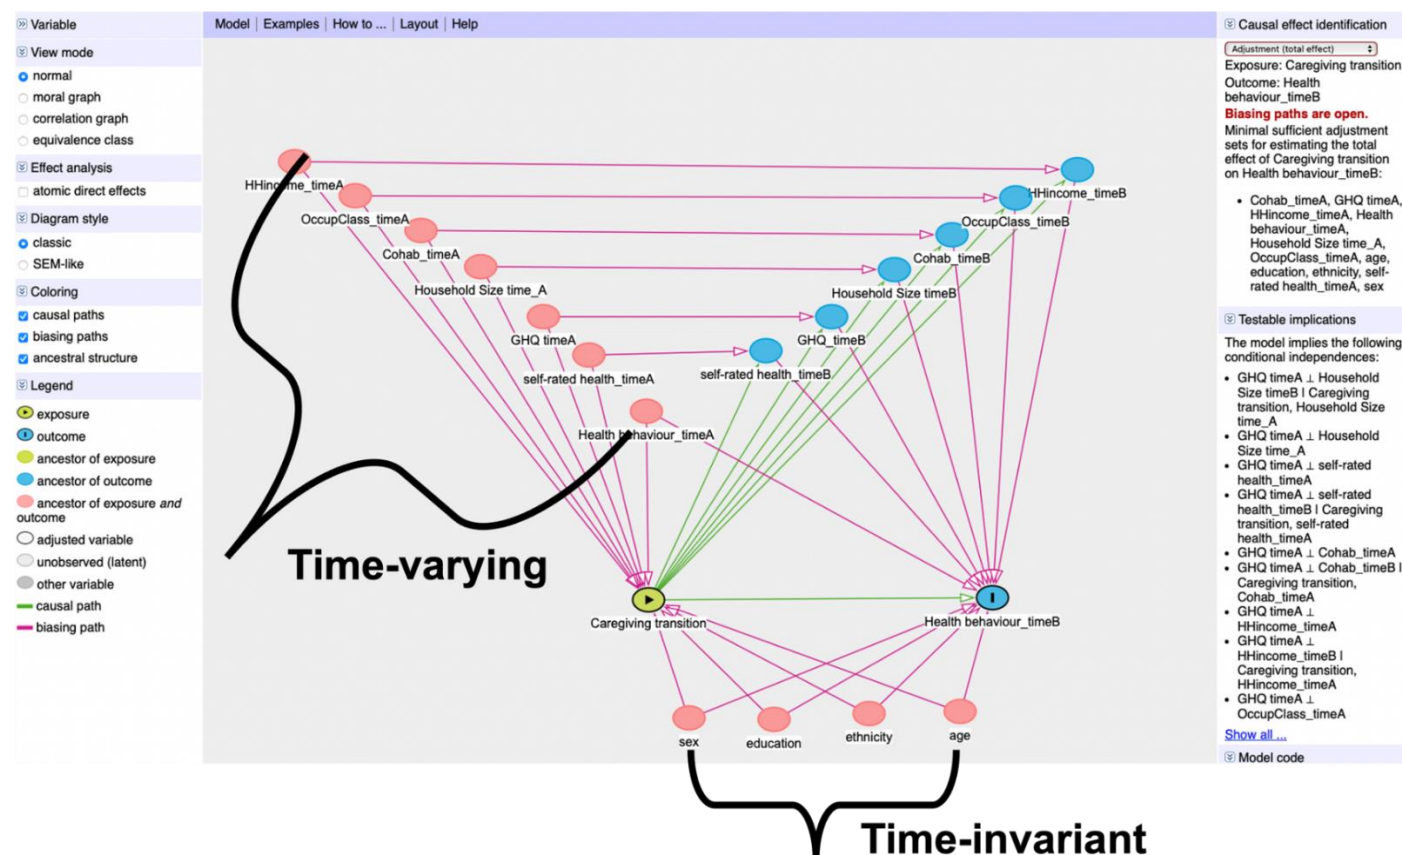 Variable
View mode
normal
moral graph
correlation graph
equivalence class
Effect analysis
atomic direct effects
Diagram style
classic
SEM-like
Coloring
causal paths
biasing paths
ancestral structure
Legend
exposure
outcome
ancestor of exposure
ancestor of outcome
ancestor of exposure and
outcome
adjusted variable
unobserved (latent)
other variable
causal path
biasing path
Model | Examples | How to ... | Layout | Help
HHincome_timeA
OccupClass_timeA
Cohab_timeA
Household Size time_A
GHQ timeA
self-rated health_timeA
Health behaviour_timeA
HHincome_timeB
OccupClass_timeB
Cohab_timeB
Household Size timeB
GHQ_timeB
self-rated health_timeB
Time-varying
Caregiving transition
Health behaviour_timeB
sex
education
ethnicity
age
Time-invariant
Causal effect identification
Adjustment (total effect)
Exposure: Caregiving transition
Outcome: Health
behaviour_timeB
Biasing paths are open.
Minimal sufficient adjustment
sets for estimating the total
effect of Caregiving transition
on Health behaviour_timeB:
• Cohab_timeA, GHQ timeA,
HHincome_timeA, Health
behaviour_timeA,
Household Size time_A,
OccupClass_timeA, age,
education, ethnicity, self-
rated health_timeA, sex
Testable implications
The model implies the following
conditional independences:
• GHQ timeA ⊥ Household
Size timeB | Caregiving
transition, Household Size
time_A
• GHQ timeA ⊥ Household
Size time_A
• GHQ timeA ⊥ self-rated
health_timeA
• GHQ timeA ⊥ self-rated
health_timeB | Caregiving
transition, self-rated
health_timeA
• GHQ timeA ⊥ Cohab_timeA
• GHQ timeA ⊥ Cohab_timeB |
Caregiving transition,
Cohab_timeA
• GHQ timeA ⊥
HHincome_timeA
• GHQ timeA ⊥
HHincome_timeB |
Caregiving transition,
HHincome_timeA
• GHQ timeA ⊥
OccupClass_timeA
Show all ...
Model code